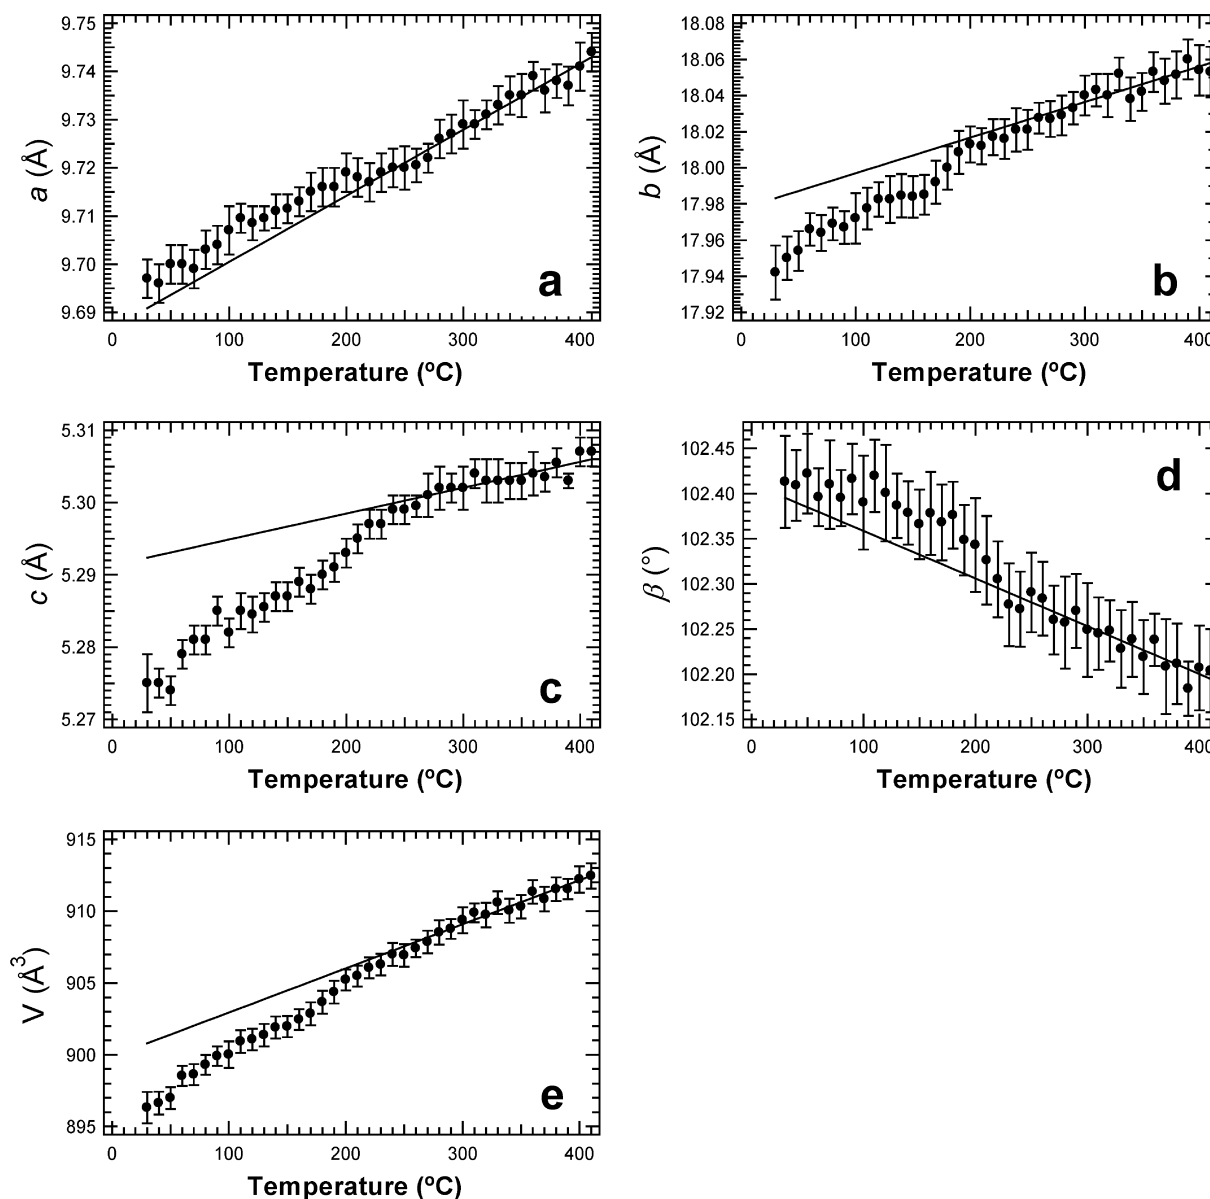 9.75
9.74
9.73
9.72
9.71
9.70
9.69
a (Å)
a
0 100 200 300 400
Temperature (ºC)
18.08
18.06
18.04
18.02
18.00
17.98
17.96
17.94
17.92
b (Å)
b
0 100 200 300 400
Temperature (ºC)
5.31
5.30
5.29
5.28
5.27
c (Å)
c
0 100 200 300 400
Temperature (ºC)
102.45
102.40
102.35
102.30
102.25
102.20
102.15
β (°)
d
0 100 200 300 400
Temperature (ºC)
915
910
905
900
895
V (Å³)
e
0 100 200 300 400
Temperature (ºC)